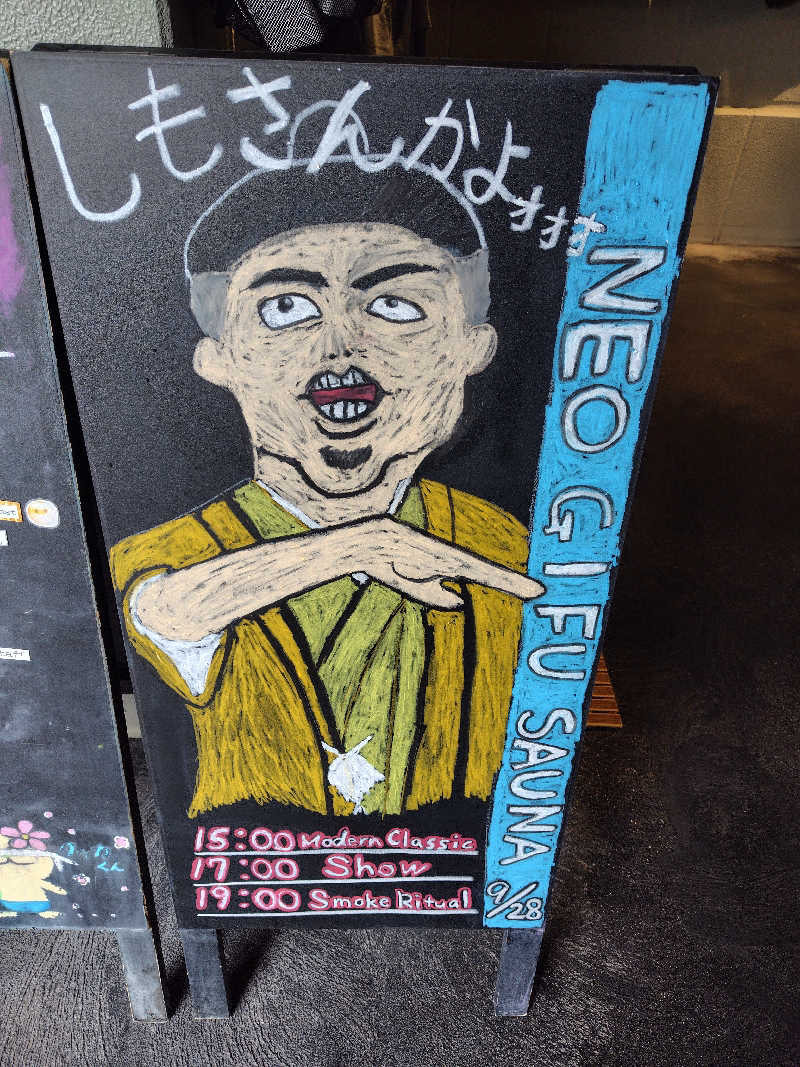 しもさんかよォォォ
NEO GIFU SAUNA 9/28
15:00 Modern Classic
17:00 Show
19:00 Smoke Ritual